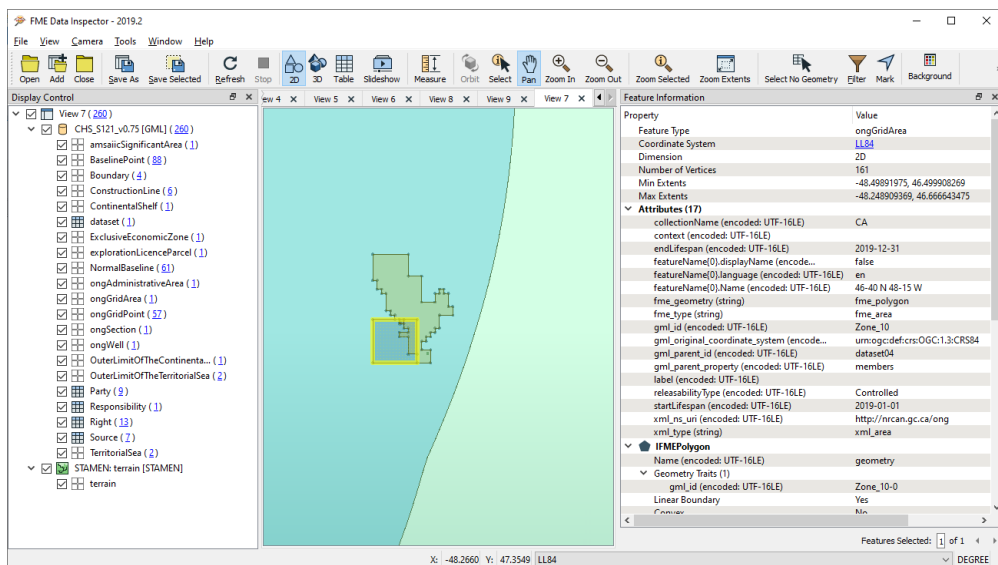 FME Data Inspector - 2019.2
File View Camera Tools Window Help
Open Add Close Save As Save Selected Refresh Stop 2D 3D Table Slideshow Measure Orbit Select Pan Zoom In Zoom Out Zoom Selected Zoom Extents Select No Geometry Filter Mark Background
Display Control
View 7 (260)
CHS_S121_v0.75 [GML] (260)
amsaiicSignificantArea (1)
BaselinePoint (88)
Boundary (4)
ConstructionLine (6)
ContinentalShelf (1)
dataset (1)
ExclusiveEconomicZone (1)
explorationLicenceParcel (1)
NormalBaseline (61)
ongAdministrativeArea (1)
ongGridArea (1)
ongGridPoint (57)
ongSection (1)
ongWell (1)
OuterLimitOfTheContinenta... (1)
OuterLimitOfTheTerritorialSea (2)
Party (9)
Responsibility (1)
Right (13)
Source (7)
TerritorialSea (2)
STAMEN: terrain [STAMEN]
terrain
ew 4 View 5 View 6 View 8 View 9 View 7
Feature Information
Property Value
Feature Type ongGridArea
Coordinate System LL84
Dimension 2D
Number of Vertices 161
Min Extents -48.49891975, 46.499908269
Max Extents -48.248909369, 46.666643475
Attributes (17)
collectionName (encoded: UTF-16LE) CA
context (encoded: UTF-16LE)
endLifespan (encoded: UTF-16LE) 2019-12-31
featureName{0}.displayName (encode... false
featureName{0}.language (encoded: UTF-16LE) en
featureName{0}.Name (encoded: UTF-16LE) 46-40 N 48-15 W
fme_geometry (string) fme_polygon
fme_type (string) fme_area
gml_id (encoded: UTF-16LE) Zone_10
gml_original_coordinate_system (encode... urn:ogc:def:crs:OGC:1.3:CRS84
gml_parent_id (encoded: UTF-16LE) dataset04
gml_parent_property (encoded: UTF-16LE) members
label (encoded: UTF-16LE)
releasabilityType (encoded: UTF-16LE) Controlled
startLifespan (encoded: UTF-16LE) 2019-01-01
xml_ns_uri (encoded: UTF-16LE) http://nrcan.gc.ca/ong
xml_type (string) xml_area
IFMEPolygon
Name (encoded: UTF-16LE) geometry
Geometry Traits (1)
gml_id (encoded: UTF-16LE) Zone_10-0
Linear Boundary Yes
Convex No
Features Selected: 1 of 1
X: -48.2660 Y: 47.3549 LL84 DEGREE